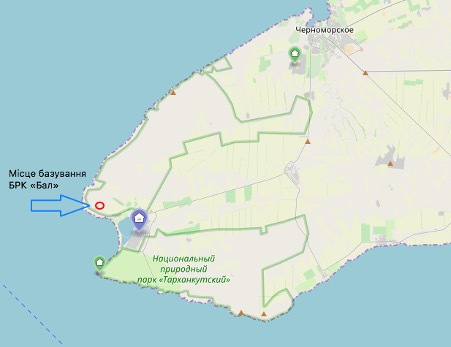 Черноморское
Місце базування
БРК «Бал»
Национальный
природный
парк «Тарханкутский»